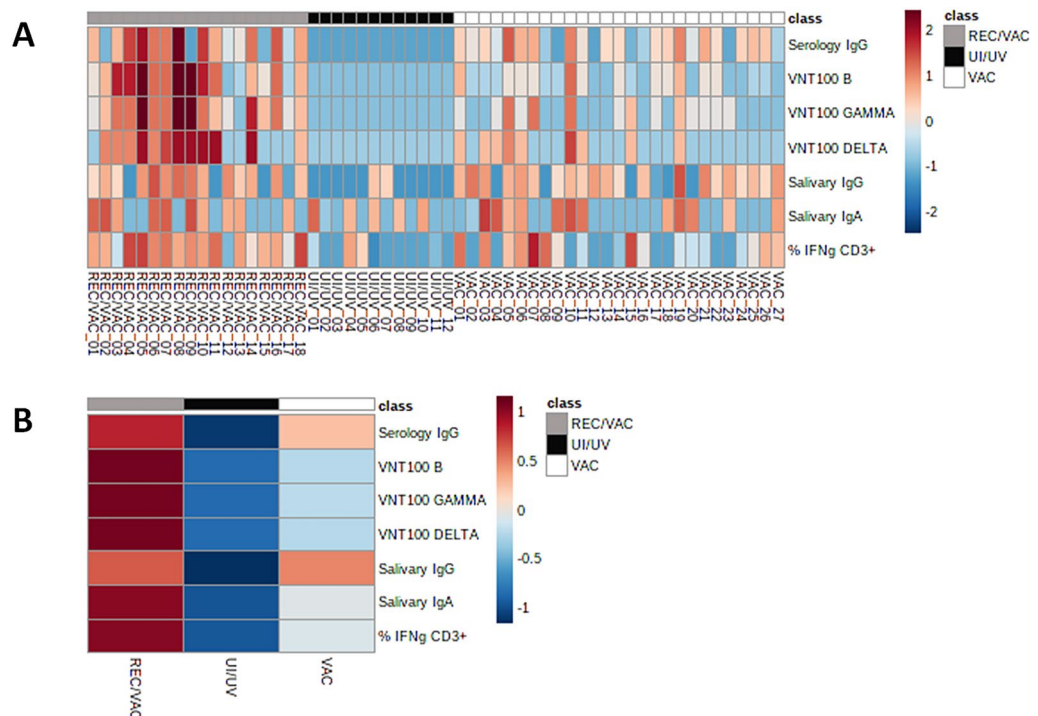 A
class
Serology IgG
VNT100 B
VNT100 GAMMA
VNT100 DELTA
Salivary IgG
Salivary IgA
% IFNg CD3+
2
1
0
-1
-2
class
REC/VAC
UI/UV
VAC
REC/VAC_01
REC/VAC_02
REC/VAC_03
REC/VAC_04
REC/VAC_05
REC/VAC_06
REC/VAC_07
REC/VAC_08
REC/VAC_09
REC/VAC_10
REC/VAC_11
REC/VAC_12
REC/VAC_13
REC/VAC_14
REC/VAC_15
REC/VAC_16
REC/VAC_17
REC/VAC_18
UI/UV_01
UI/UV_02
UI/UV_03
UI/UV_04
UI/UV_05
UI/UV_06
UI/UV_07
UI/UV_08
UI/UV_09
UI/UV_10
UI/UV_11
UI/UV_12
VAC_01
VAC_02
VAC_03
VAC_04
VAC_05
VAC_06
VAC_07
VAC_08
VAC_09
VAC_10
VAC_11
VAC_12
VAC_13
VAC_14
VAC_15
VAC_16
VAC_17
VAC_18
VAC_19
VAC_20
VAC_21
VAC_22
VAC_23
VAC_24
VAC_25
VAC_26
VAC_27
B
class
Serology IgG
VNT100 B
VNT100 GAMMA
VNT100 DELTA
Salivary IgG
Salivary IgA
% IFNg CD3+
1
0.5
0
-0.5
-1
class
REC/VAC
UI/UV
VAC
REC/VAC
UI/UV
VAC